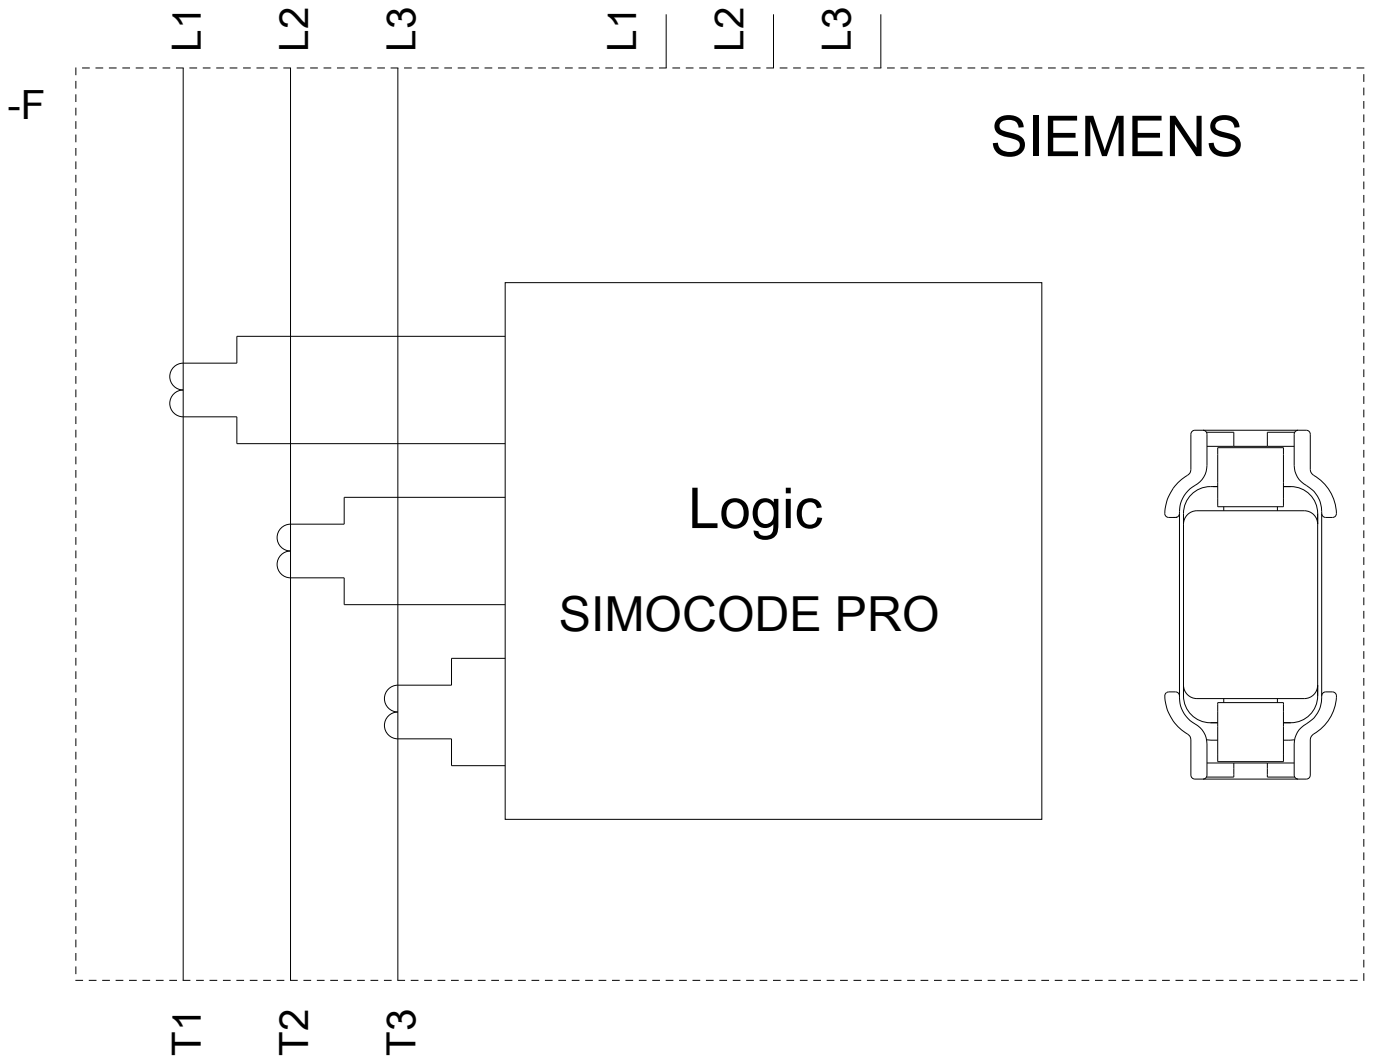 L1 L2 L3 L1 L2 L3
-F
SIEMENS
Logic
SIMOCODE PRO
T1 T2 T3